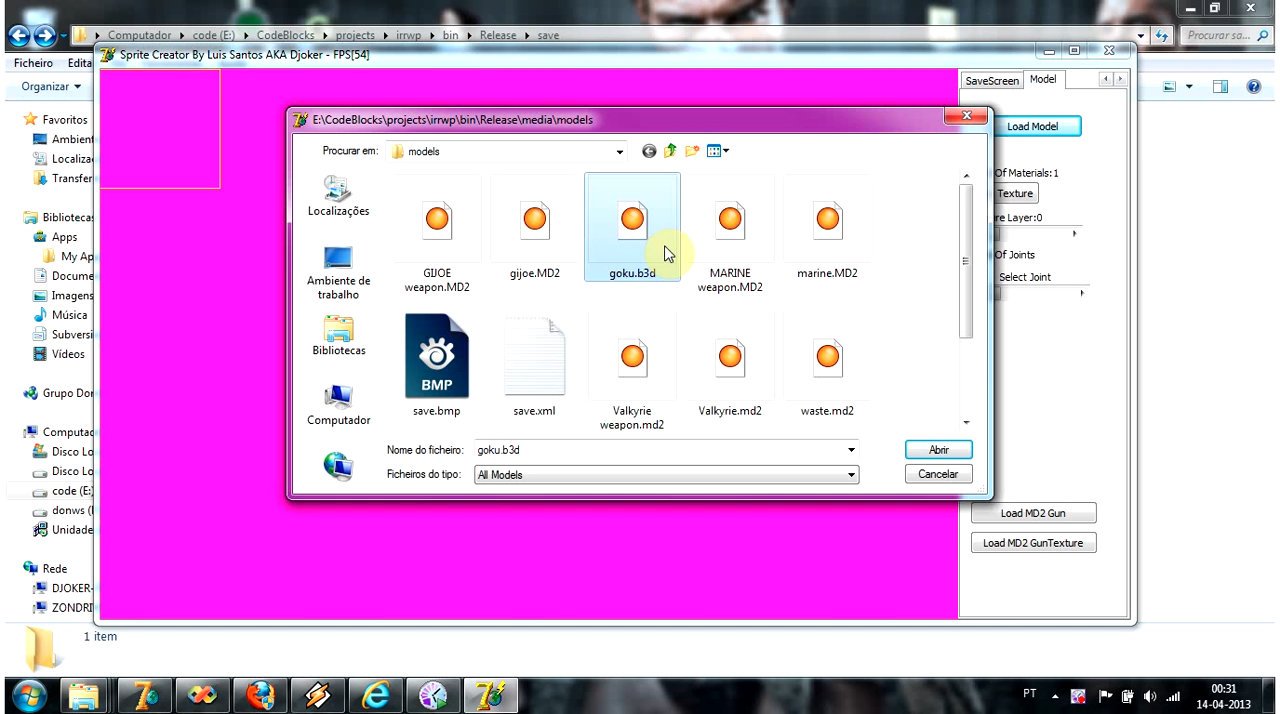 Computador
code (E:)
CodeBlocks
projects
irrwp
bin
Release
save
Procurar sa...
Ficheiro
Edita
Sprite Creator By Luis Santos AKA Djoker - FPS[54]
Organizar
SaveScreen
Model
Load Model
Of Materials:1
Texture
re Layer:0
Of Joints
Select Joint
Load MD2 Gun
Load MD2 GunTexture
E:\CodeBlocks\projects\irrwp\bin\Release\media\models
Procurar em:
models
Localizações
Ambiente de
trabalho
Bibliotecas
Computador
GIJOE
weapon.MD2
gijoe.MD2
goku.b3d
MARINE
weapon.MD2
marine.MD2
BMP
save.bmp
save.xml
Valkyrie
weapon.md2
Valkyrie.md2
waste.md2
Nome do ficheiro:
goku.b3d
Abrir
Ficheiros do tipo:
All Models
Cancelar
Favoritos
Ambient
Localiza
Transfer
Bibliotecas
Apps
My Ap
Docume
Imagens
Música
Subversi
Vídeos
Grupo Dor
Computad
Disco Lo
Disco Lo
code (E:)
donws (
Unidade
Rede
DJOKER-
ZONDRI
1 item
PT
00:31
14-04-2013